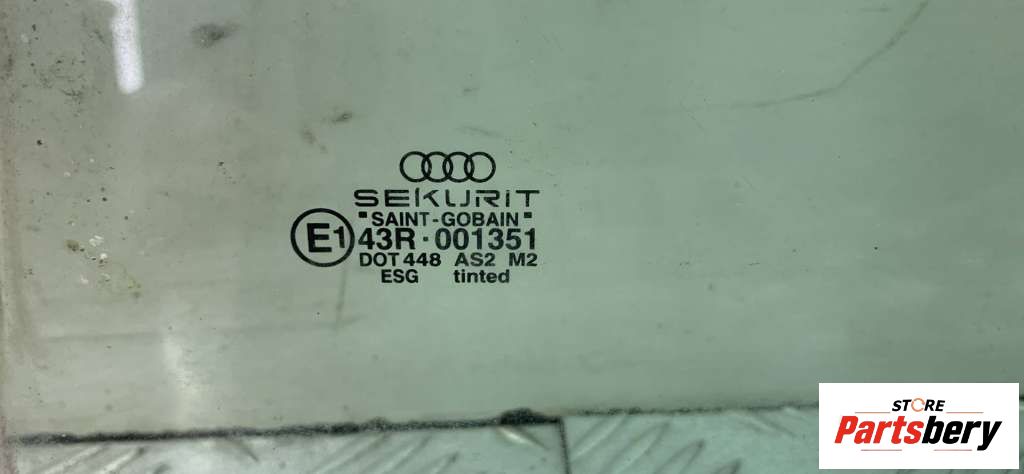 SEKURIT
"SAINT-GOBAIN"
E1 43R·001351
DOT 448 AS2 M2
ESG tinted
STORE
Partsbery